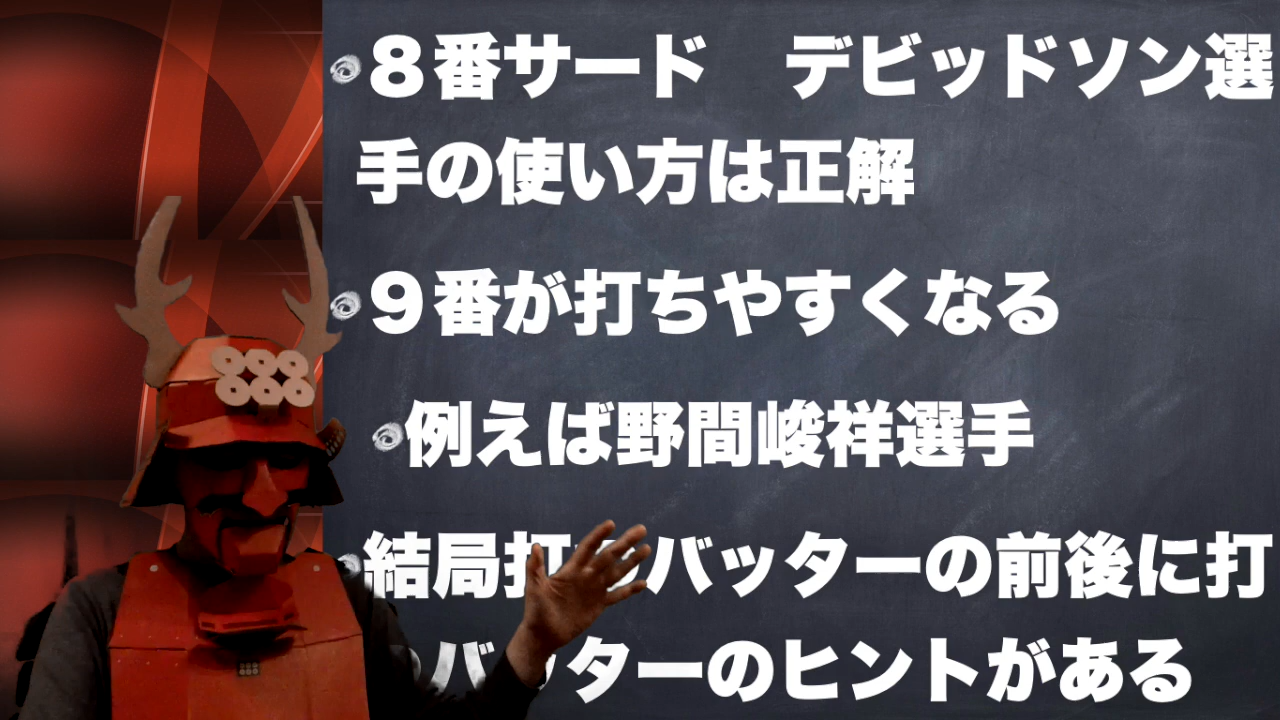 ８番サード　デビッドソン選
手の使い方は正解
９番が打ちやすくなる
例えば野間峻祥選手
結局打 バッターの前後に打
バッターのヒントがある